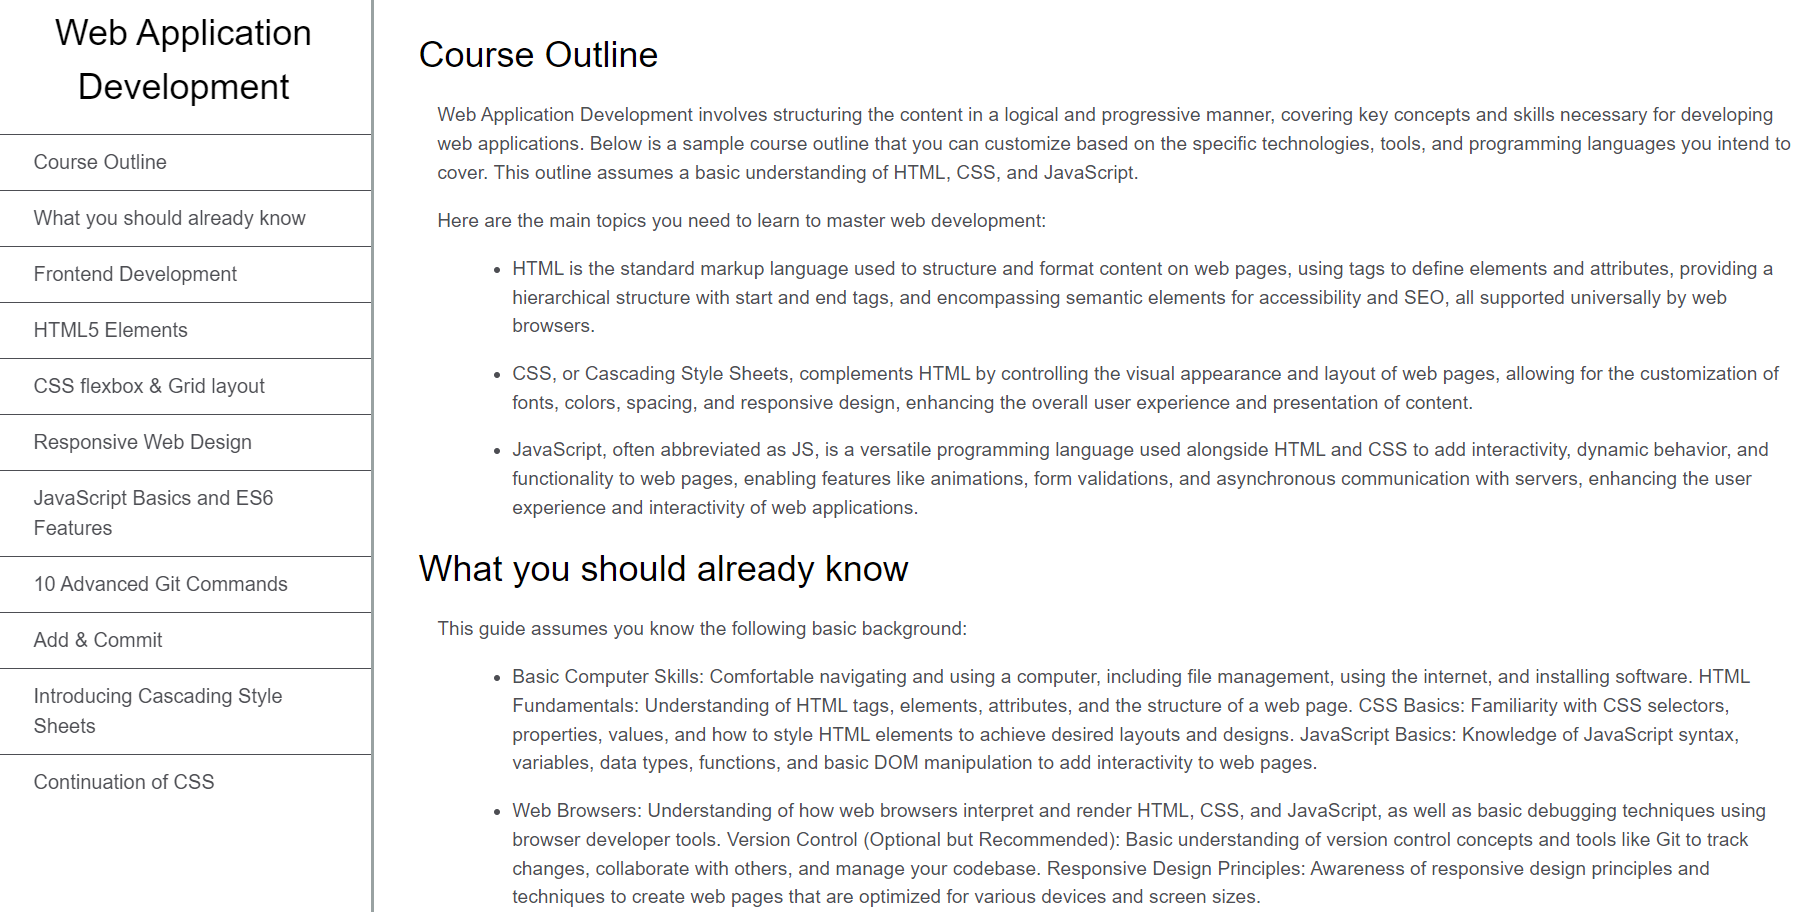 Web Application
Development
Course Outline
What you should already know
Frontend Development
HTML5 Elements
CSS flexbox & Grid layout
Responsive Web Design
JavaScript Basics and ES6
Features
10 Advanced Git Commands
Add & Commit
Introducing Cascading Style
Sheets
Continuation of CSS
Course Outline
Web Application Development involves structuring the content in a logical and progressive manner, covering key concepts and skills necessary for developing
web applications. Below is a sample course outline that you can customize based on the specific technologies, tools, and programming languages you intend to
cover. This outline assumes a basic understanding of HTML, CSS, and JavaScript.
Here are the main topics you need to learn to master web development:
• HTML is the standard markup language used to structure and format content on web pages, using tags to define elements and attributes, providing a
hierarchical structure with start and end tags, and encompassing semantic elements for accessibility and SEO, all supported universally by web
browsers.
• CSS, or Cascading Style Sheets, complements HTML by controlling the visual appearance and layout of web pages, allowing for the customization of
fonts, colors, spacing, and responsive design, enhancing the overall user experience and presentation of content.
• JavaScript, often abbreviated as JS, is a versatile programming language used alongside HTML and CSS to add interactivity, dynamic behavior, and
functionality to web pages, enabling features like animations, form validations, and asynchronous communication with servers, enhancing the user
experience and interactivity of web applications.
What you should already know
This guide assumes you know the following basic background:
• Basic Computer Skills: Comfortable navigating and using a computer, including file management, using the internet, and installing software. HTML
Fundamentals: Understanding of HTML tags, elements, attributes, and the structure of a web page. CSS Basics: Familiarity with CSS selectors,
properties, values, and how to style HTML elements to achieve desired layouts and designs. JavaScript Basics: Knowledge of JavaScript syntax,
variables, data types, functions, and basic DOM manipulation to add interactivity to web pages.
• Web Browsers: Understanding of how web browsers interpret and render HTML, CSS, and JavaScript, as well as basic debugging techniques using
browser developer tools. Version Control (Optional but Recommended): Basic understanding of version control concepts and tools like Git to track
changes, collaborate with others, and manage your codebase. Responsive Design Principles: Awareness of responsive design principles and
techniques to create web pages that are optimized for various devices and screen sizes.